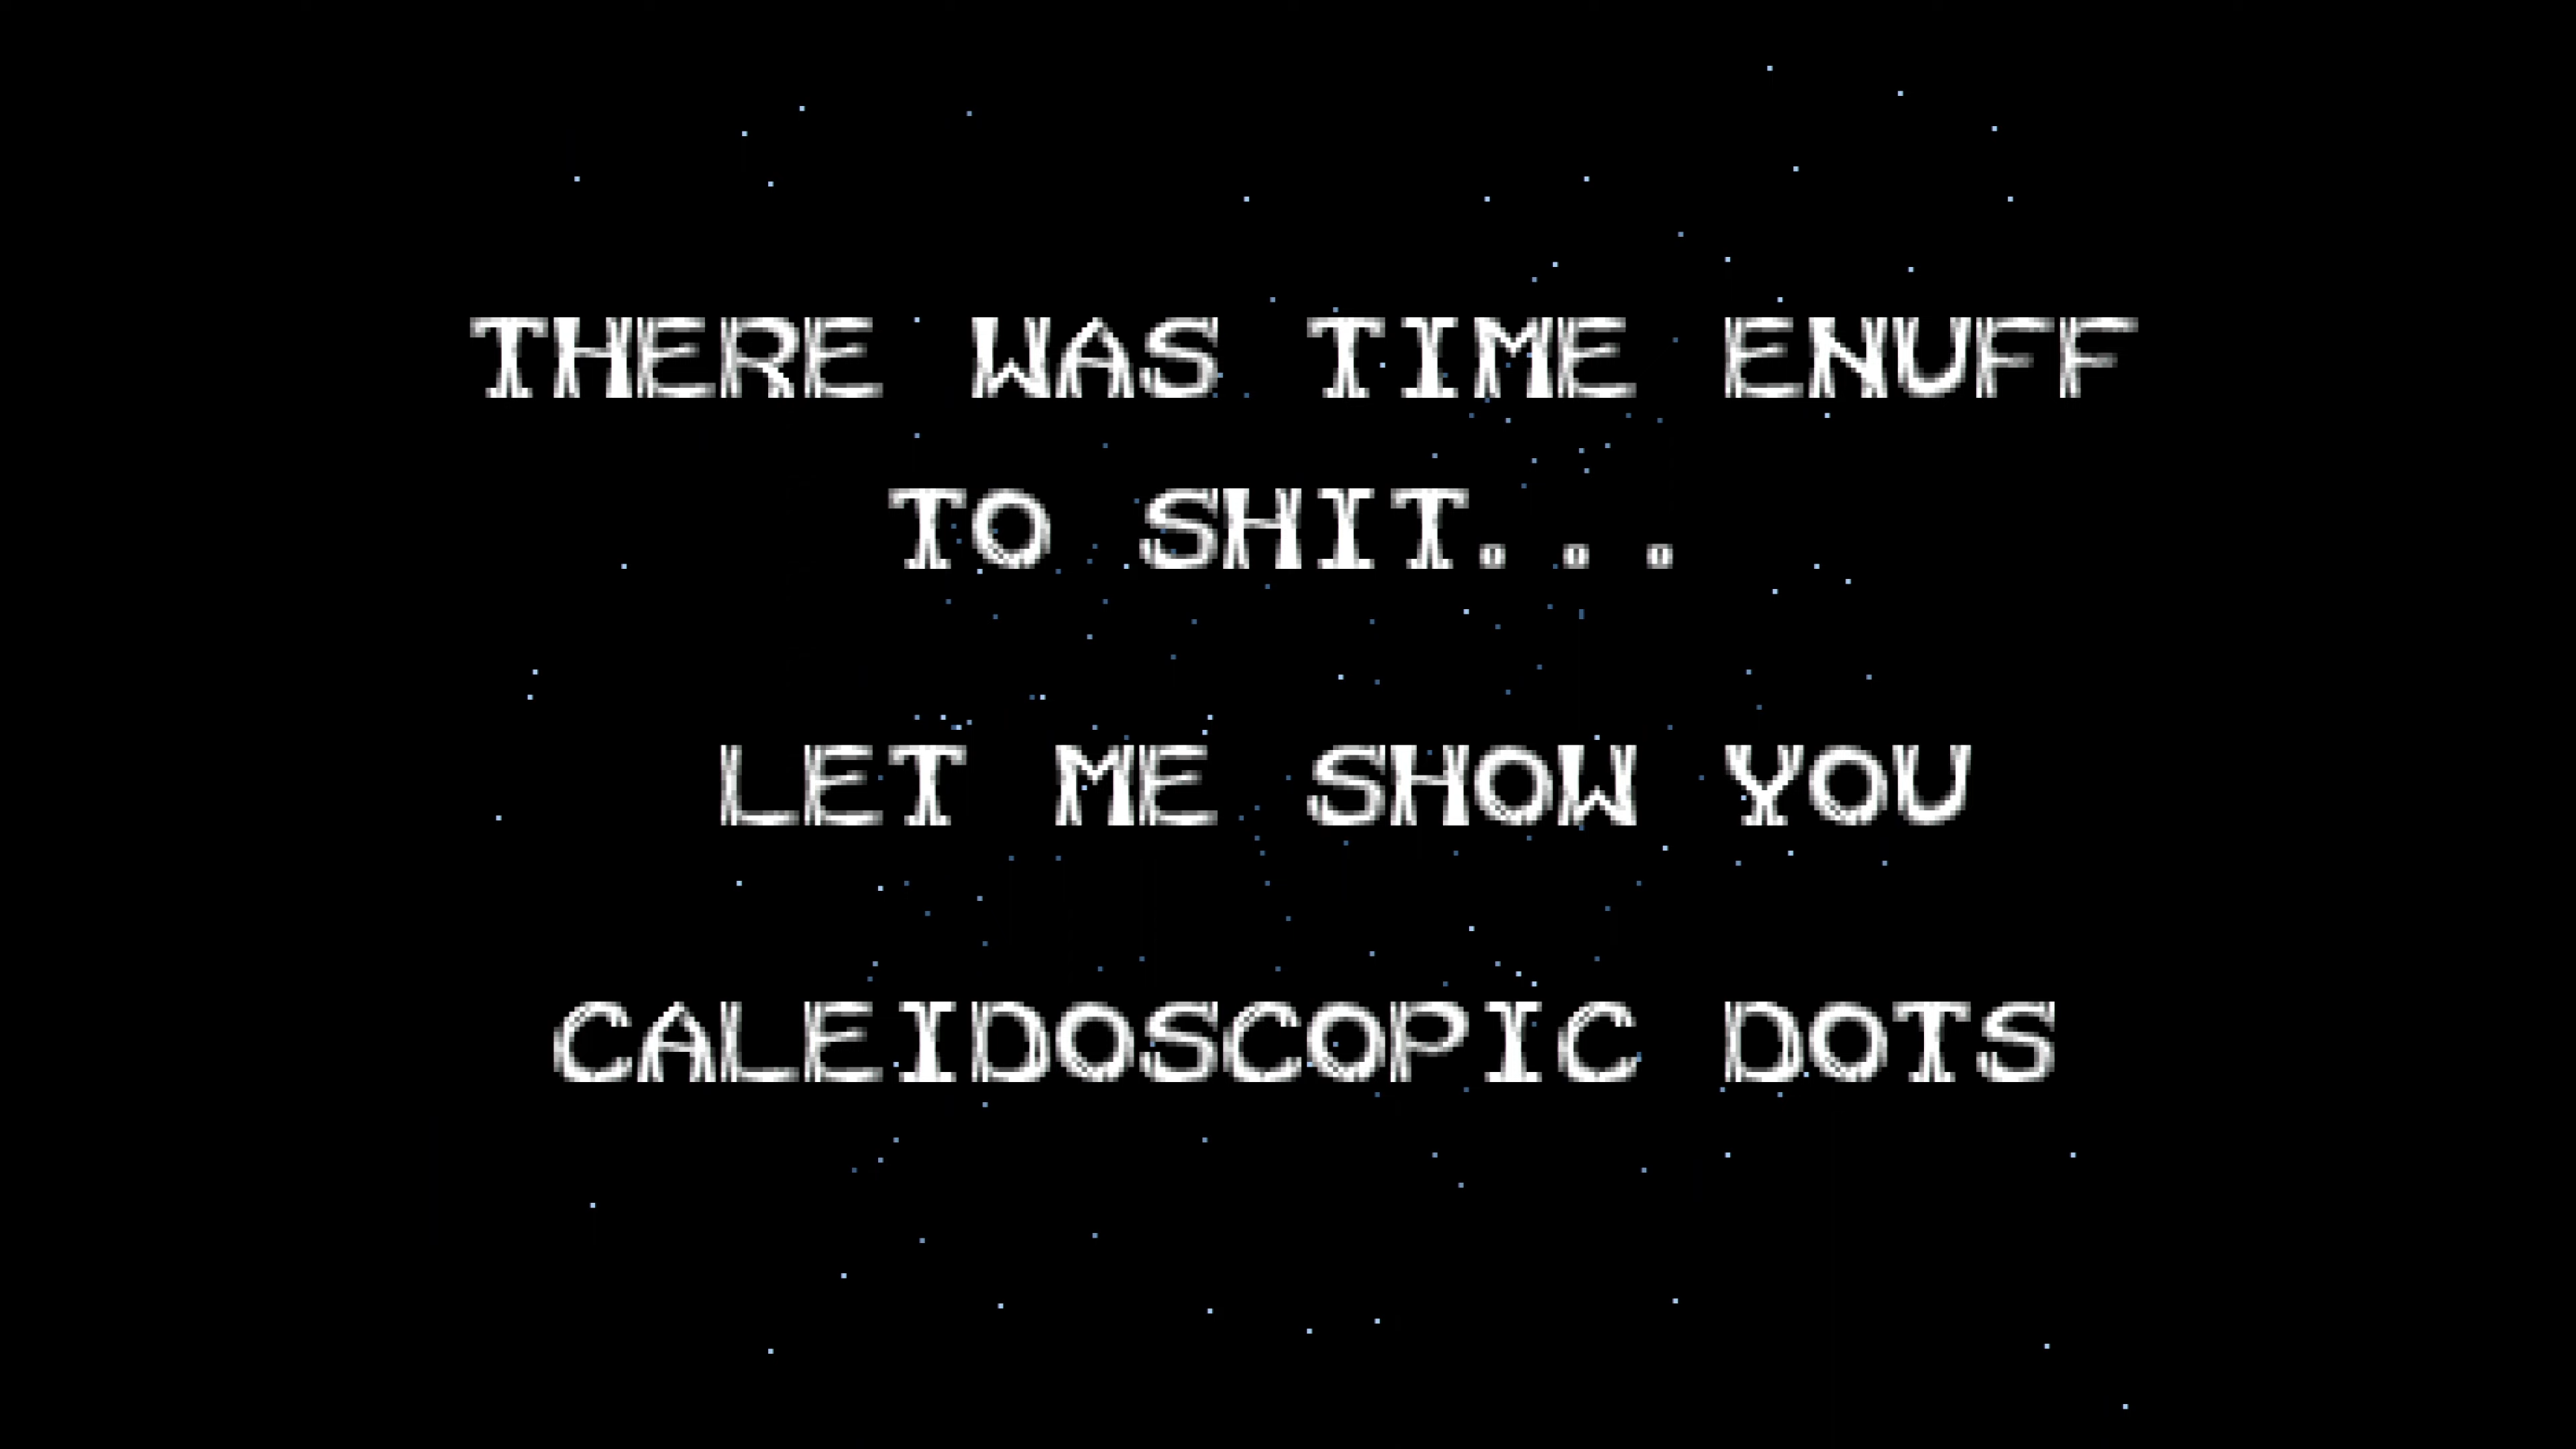 THERE WAS TIME ENUFF
TO SHIT...
LET ME SHOW YOU
CALEIDOSCOPIC DOTS